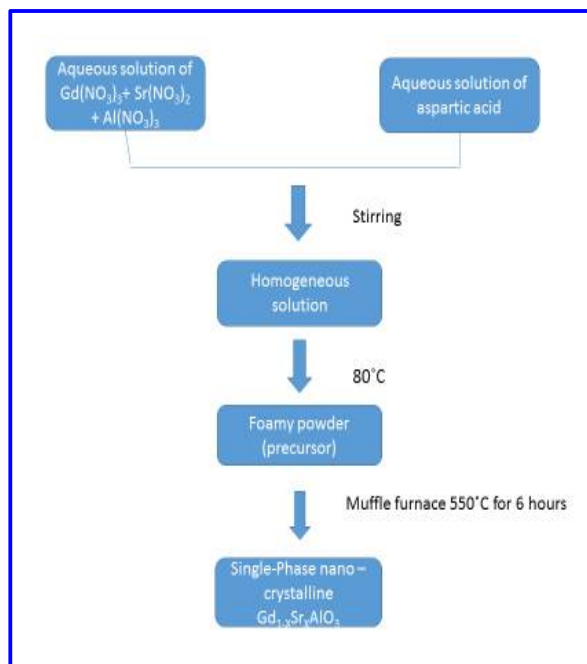 Aqueous solution of
Gd(NO₃)₃+ Sr(NO₃)₂
+ Al(NO₃)₃
Aqueous solution of
aspartic acid
Stirring
Homogeneous
solution
80˚C
Foamy powder
(precursor)
Muffle furnace 550˚C for 6 hours
Single-Phase nano –
crystalline
Gd₁₋ₓSrₓAlO₃